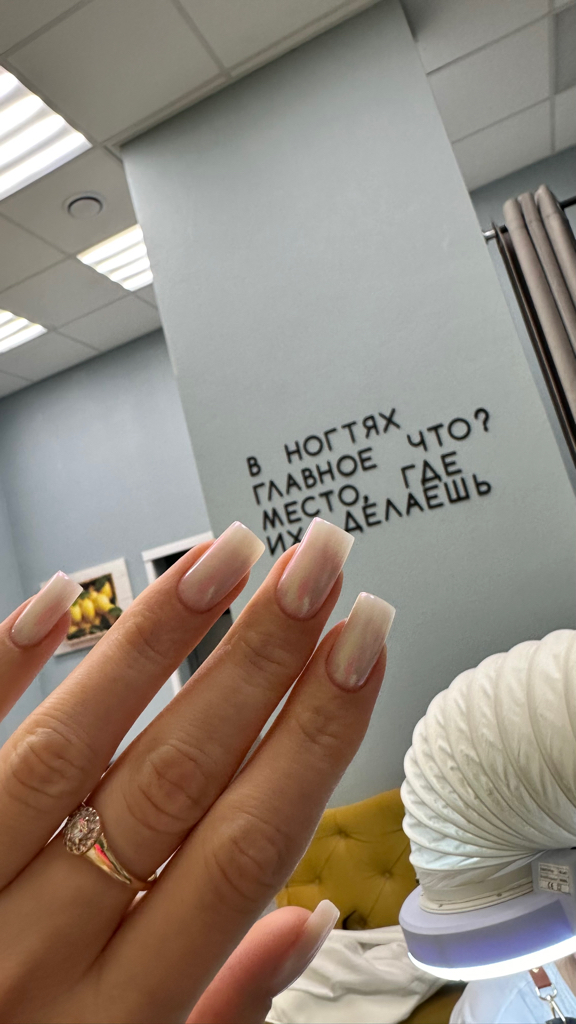 В НОГТЯХ
ГЛАВНОЕ ЧТО?
МЕСТО, ГДЕ
ИХ ДЕЛАЕШЬ